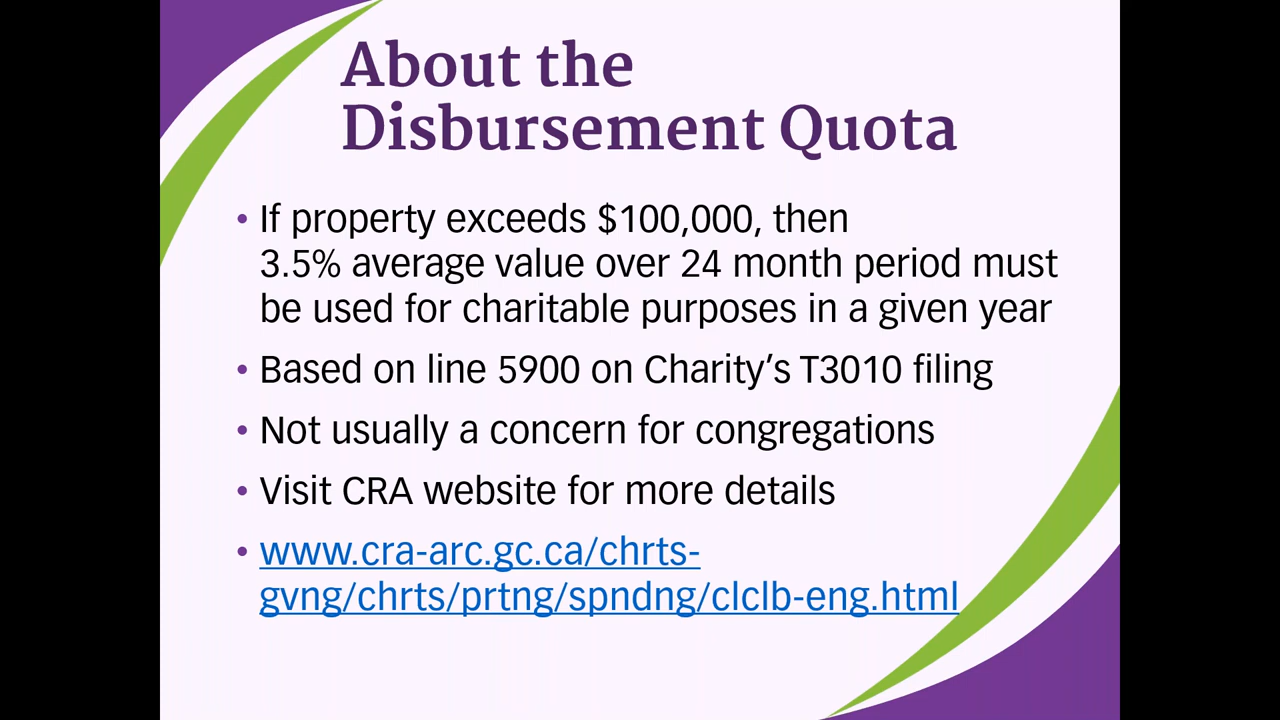 About the
Disbursement Quota
• If property exceeds $100,000, then
3.5% average value over 24 month period must
be used for charitable purposes in a given year
• Based on line 5900 on Charity’s T3010 filing
• Not usually a concern for congregations
• Visit CRA website for more details
• www.cra-arc.gc.ca/chrts-
gvng/chrts/prtng/spndng/clclb-eng.html